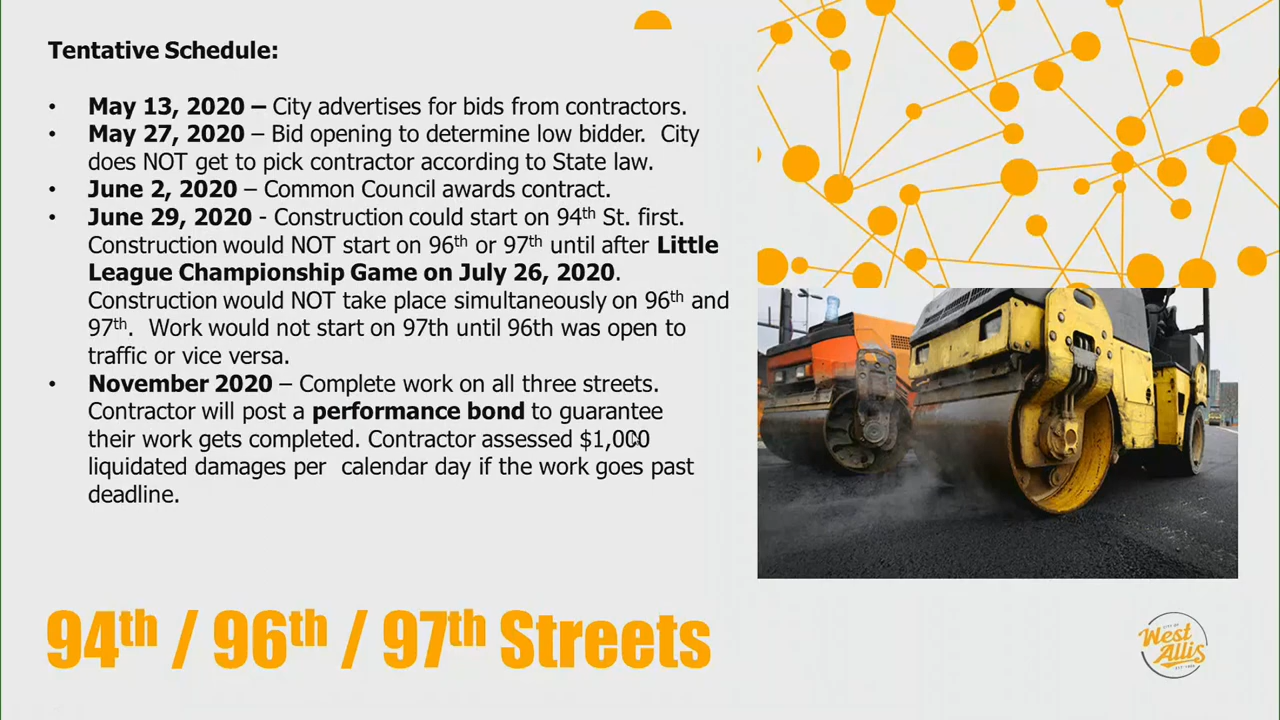 Tentative Schedule:
• May 13, 2020 – City advertises for bids from contractors.
• May 27, 2020 – Bid opening to determine low bidder.  City
does NOT get to pick contractor according to State law.
• June 2, 2020 – Common Council awards contract.
• June 29, 2020 - Construction could start on 94th St. first.
Construction would NOT start on 96th or 97th until after Little
League Championship Game on July 26, 2020.
Construction would NOT take place simultaneously on 96th and
97th.  Work would not start on 97th until 96th was open to
traffic or vice versa.
• November 2020 – Complete work on all three streets.
Contractor will post a performance bond to guarantee
their work gets completed. Contractor assessed $1,000
liquidated damages per  calendar day if the work goes past
deadline.
94th / 96th / 97th Streets
CITY OF
West
Allis